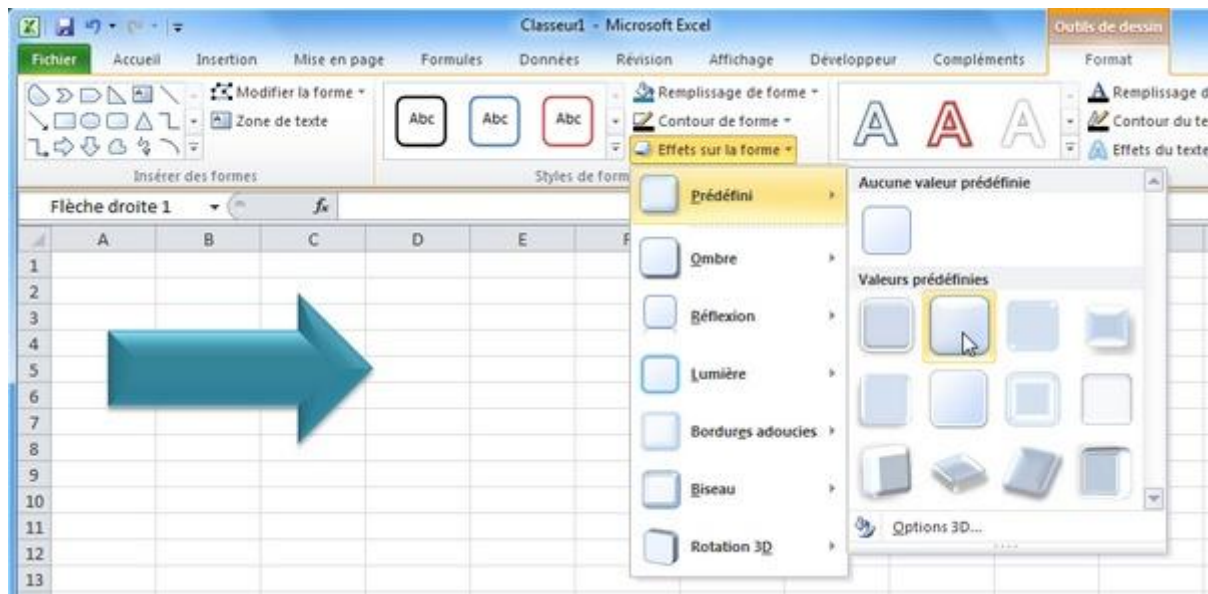 Classeur1 - Microsoft Excel
Outils de dessin
Fichier Accueil Insertion Mise en page Formules Données Révision Affichage Développeur Compléments Format
Modifier la forme
Zone de texte
Abc Abc Abc
Remplissage de forme
Contour de forme
Effets sur la forme
A A A
Remplissage d
Contour du te
Effets du texte
Insérer des formes
Styles de form
Flèche droite 1
fx
A B C D E F
1
2
3
4
5
6
7
8
9
10
11
12
13
Prédéfini
Ombre
Réflexion
Lumière
Bordures adoucies
Biseau
Rotation 3D
Aucune valeur prédéfinie
Valeurs prédéfinies
Options 3D...